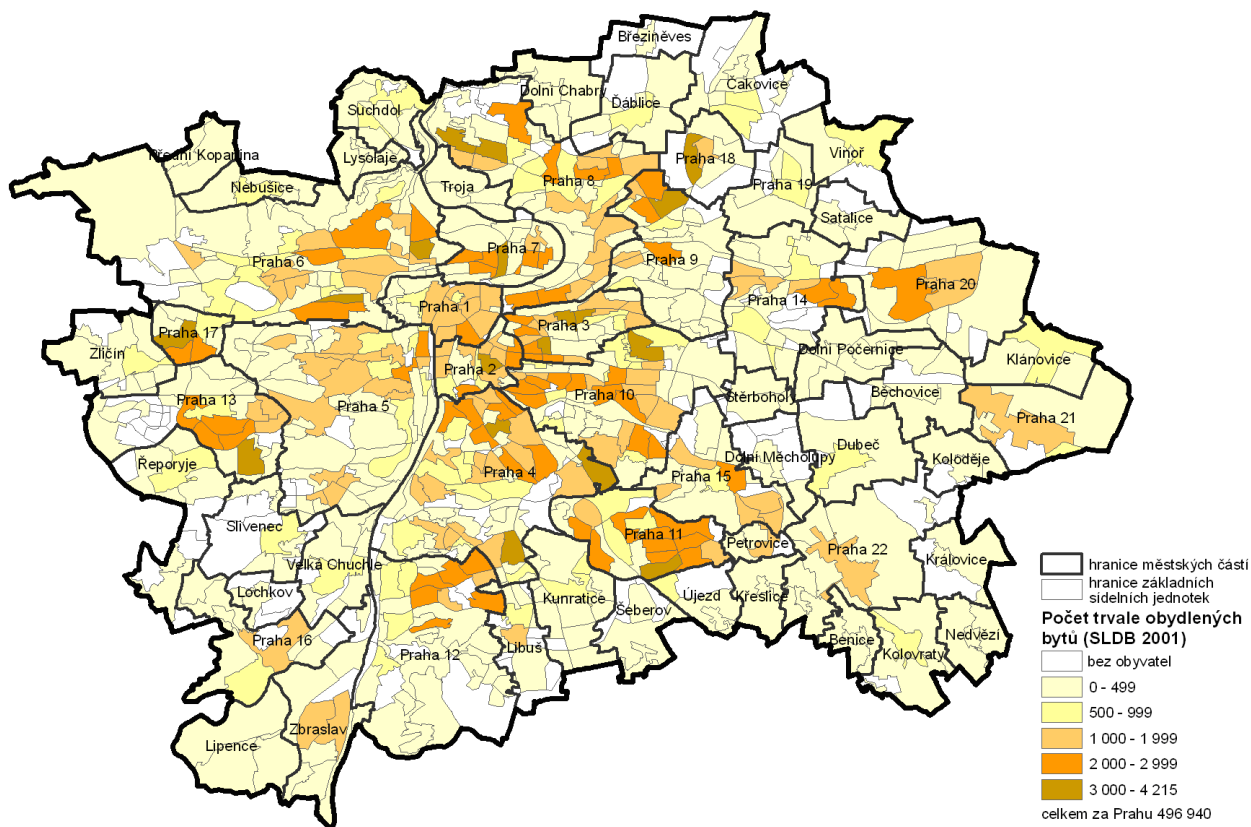 Březiněves
Dolní Chabry
Ďáblice
Čakovice
Suchdol
Přední Kopanina
Lysolaje
Praha 18
Vinoř
Nebušice
Troja
Praha 8
Praha 19
Satalice
Praha 7
Praha 6
Praha 9
Praha 20
Praha 1
Praha 14
Praha 17
Praha 3
Zličín
Dolní Počernice
Klánovice
Praha 2
Praha 13
Praha 5
Praha 10
Štěrboholy
Běchovice
Praha 21
Řeporyje
Praha 4
Praha 15
Dolní Měcholupy
Dubeč
Koloděje
Slivenec
Praha 11
Petrovice
Praha 22
Královice
Velká Chuchle
Lochkov
Kunratice
Šeberov
Újezd
Křeslice
Praha 16
Praha 12
Libuš
Benice
Kolovraty
Nedvězí
Zbraslav
Lipence
hranice městských částí
hranice základních
sídelních jednotek
Počet trvale obydlených
bytů (SLDB 2001)
bez obyvatel
0 - 499
500 - 999
1 000 - 1 999
2 000 - 2 999
3 000 - 4 215
celkem za Prahu 496 940